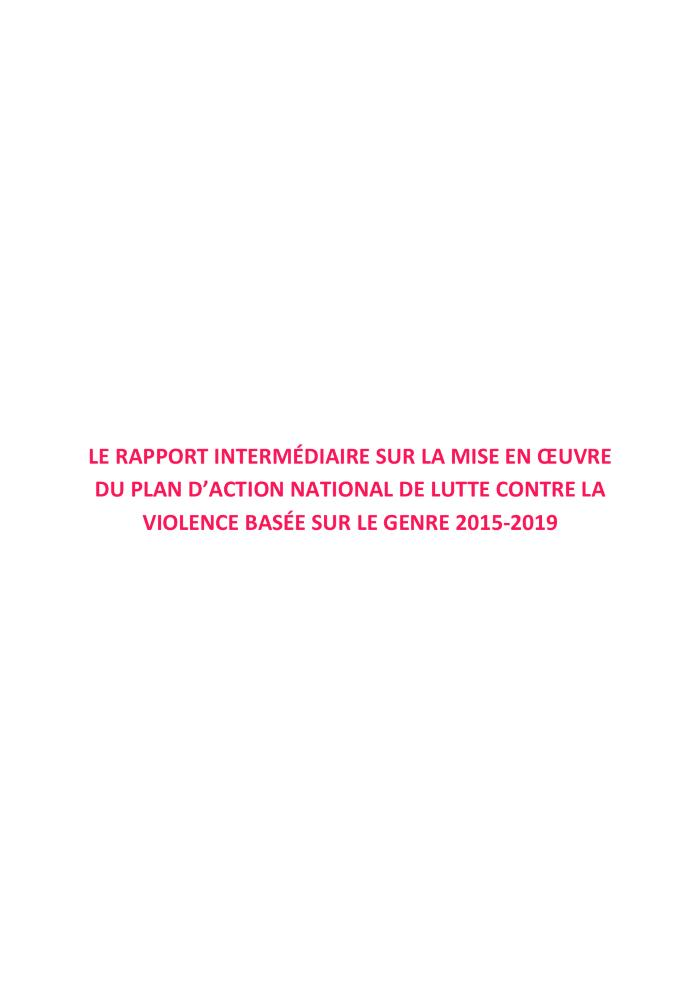 LE RAPPORT INTERMÉDIAIRE SUR LA MISE EN ŒUVRE
DU PLAN D’ACTION NATIONAL DE LUTTE CONTRE LA
VIOLENCE BASÉE SUR LE GENRE 2015-2019